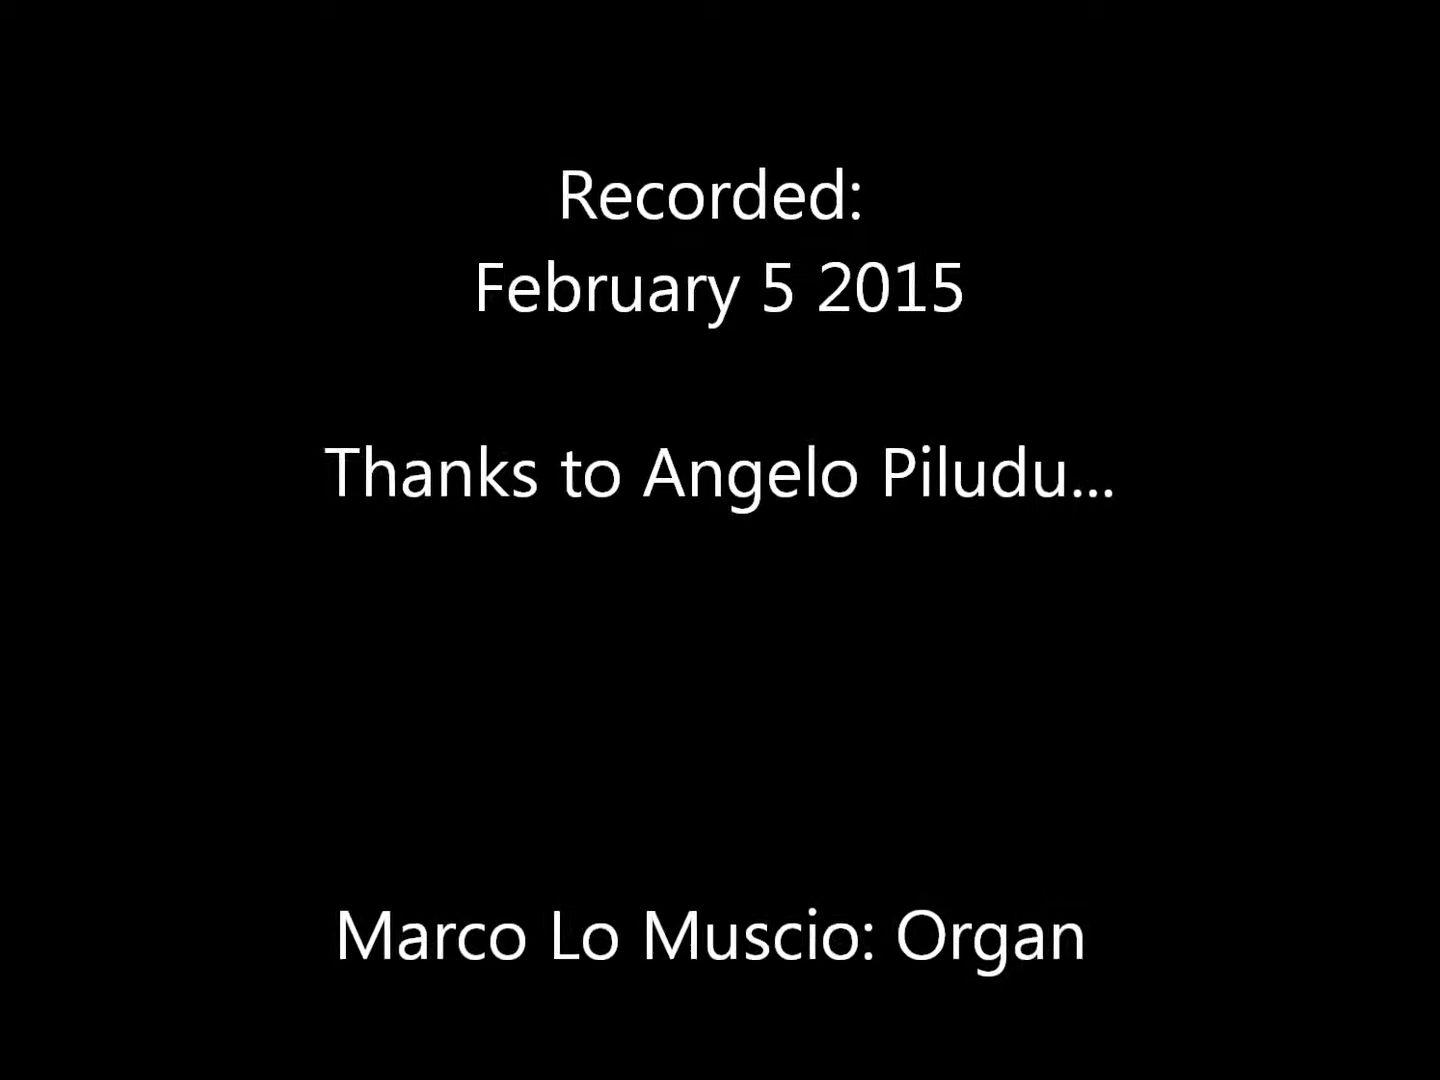 Recorded:
February 5 2015
Thanks to Angelo Piludu...
Marco Lo Muscio: Organ